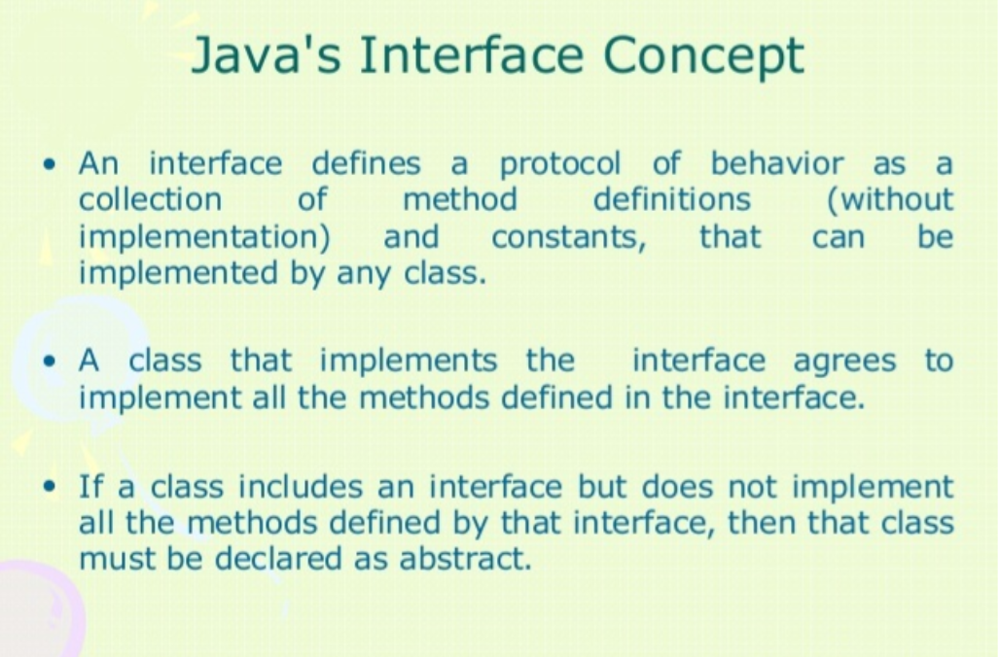 Java's Interface Concept
• An interface defines a protocol of behavior as a
collection of method definitions (without
implementation) and constants, that can be
implemented by any class.
• A class that implements the interface agrees to
implement all the methods defined in the interface.
• If a class includes an interface but does not implement
all the methods defined by that interface, then that class
must be declared as abstract.